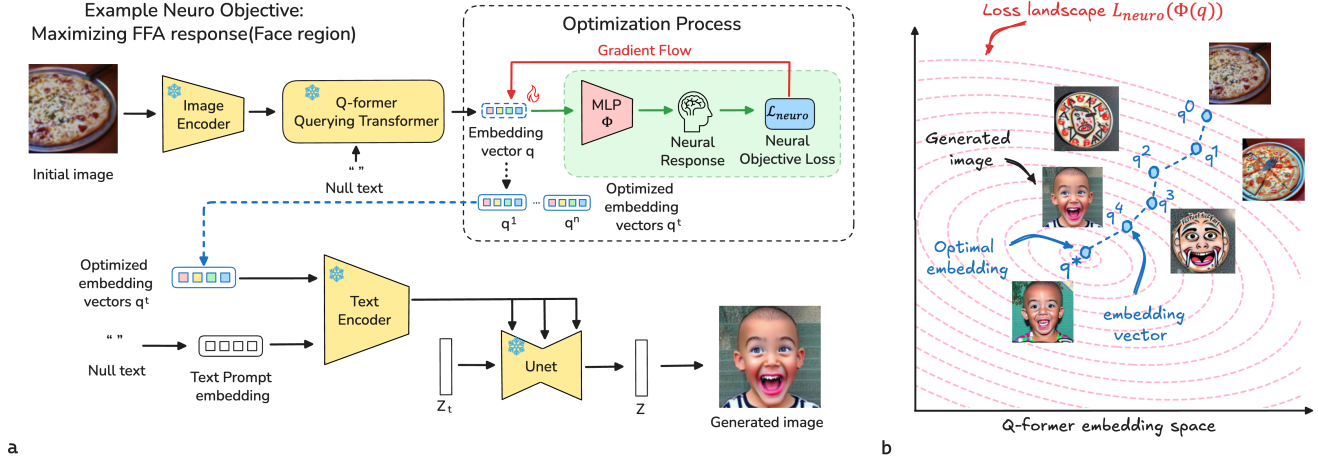 Example Neuro Objective:
Maximizing FFA response(Face region)
Initial image
Image
Encoder
Q-former
Querying Transformer
“ ”
Null text
Optimization Process
Gradient Flow
Embedding
vector q
MLP
Φ
Neural
Response
ℒneuro
Neural
Objective Loss
q¹ ... qⁿ
Optimized
embedding
vectors qᵗ
Optimized
embedding
vectors qᵗ
“ ”
Null text
Text Prompt
embedding
Text
Encoder
Zₜ
Unet
Z
Generated image
a
Loss landscape Lneuro(Φ(q))
Generated
image
q
q¹
q²
q³
q⁴
q*
Optimal
embedding
embedding
vector
Q-former embedding space
b